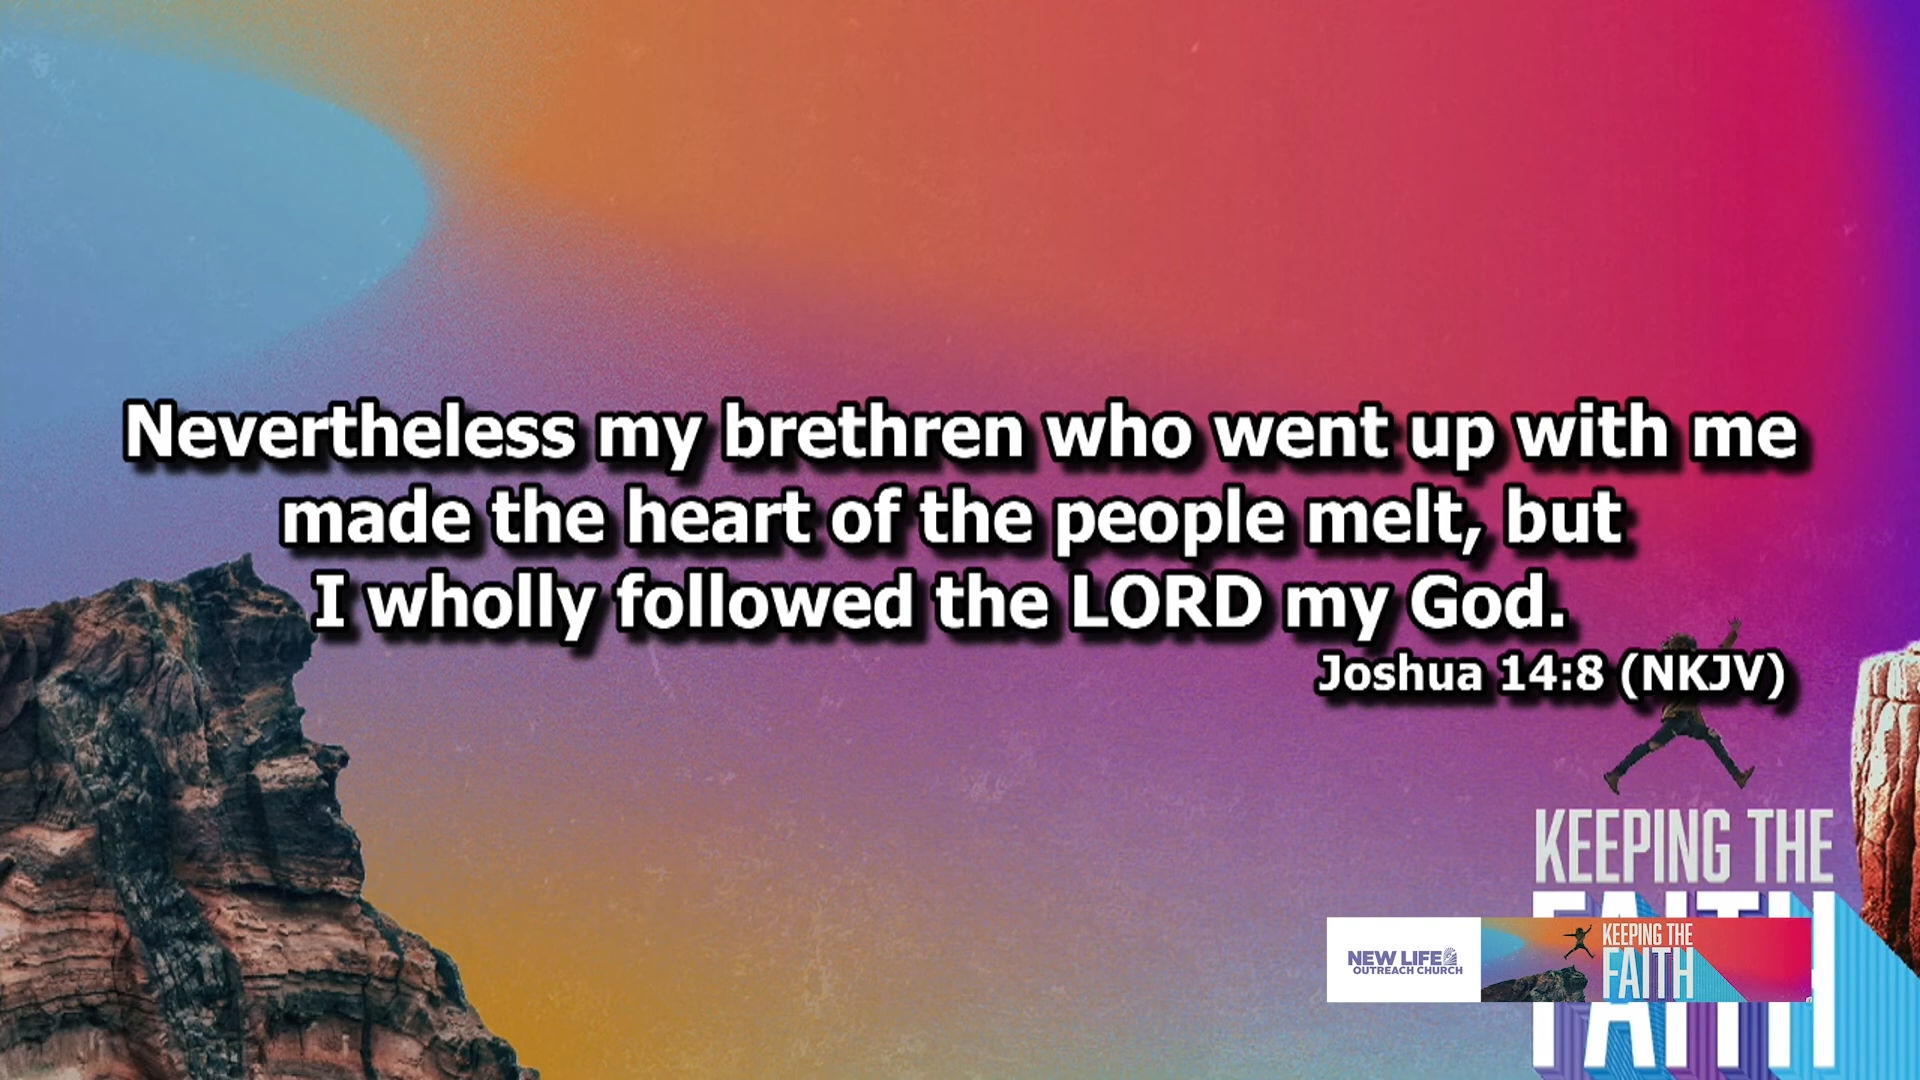 Nevertheless my brethren who went up with me
made the heart of the people melt, but
I wholly followed the LORD my God.
Joshua 14:8 (NKJV)
KEEPING THE
FAITH
NEW LIFE
OUTREACH CHURCH
KEEPING THE
FAITH